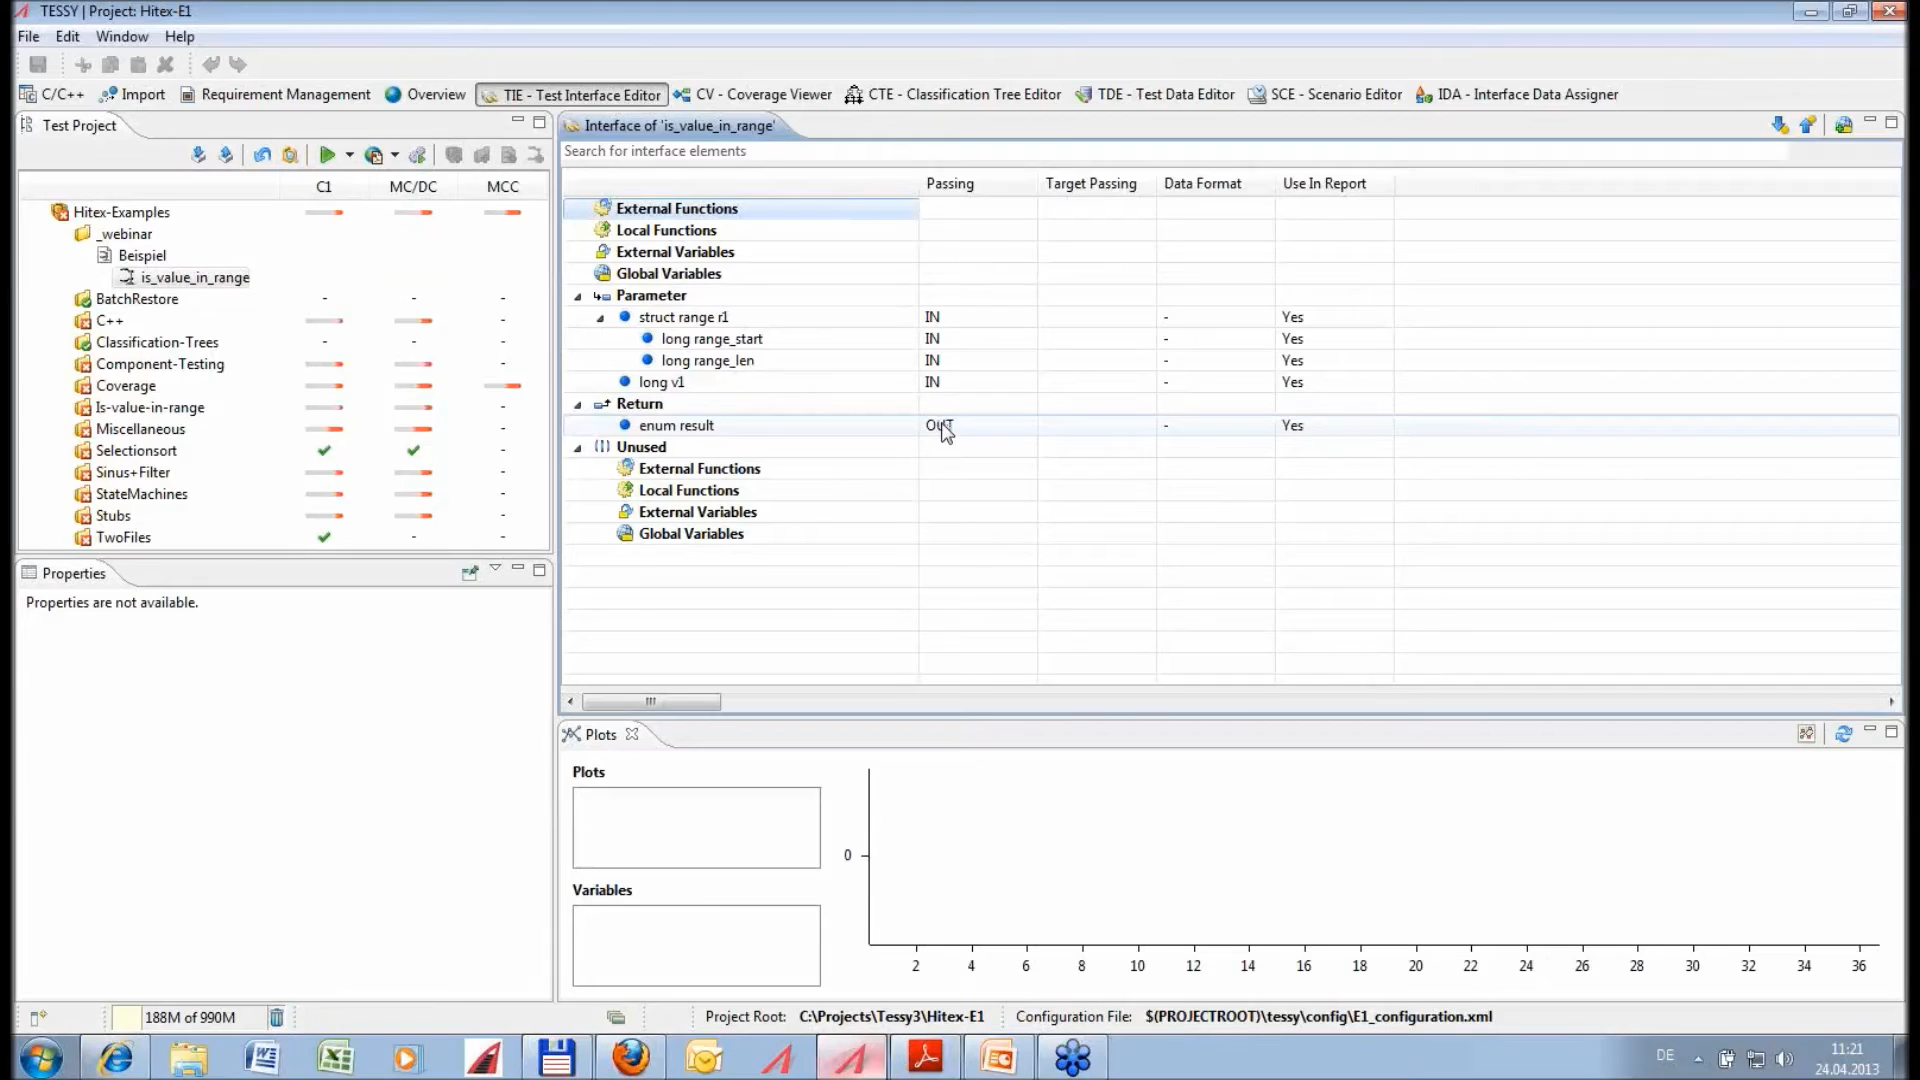 TESSY | Project: Hitex-E1
File Edit Window Help
C/C++ Import Requirement Management Overview TIE - Test Interface Editor CV - Coverage Viewer CTE - Classification Tree Editor TDE - Test Data Editor SCE - Scenario Editor IDA - Interface Data Assigner
Test Project
C1 MC/DC MCC
Hitex-Examples
_webinar
Beispiel
is_value_in_range
BatchRestore - - -
C++ -
Classification-Trees - - -
Component-Testing -
Coverage
Is-value-in-range -
Miscellaneous -
Selectionsort -
Sinus+Filter -
StateMachines -
Stubs -
TwoFiles - -
Properties
Properties are not available.
Interface of 'is_value_in_range'
Search for interface elements
Passing Target Passing Data Format Use In Report
External Functions
Local Functions
External Variables
Global Variables
Parameter
struct range r1 IN - Yes
long range_start IN - Yes
long range_len IN - Yes
long v1 IN - Yes
Return
enum result OUT - Yes
Unused
External Functions
Local Functions
External Variables
Global Variables
Plots
Plots
Variables
0
2 4 6 8 10 12 14 16 18 20 22 24 26 28 30 32 34 36
188M of 990M
Project Root: C:\Projects\Tessy3\Hitex-E1 Configuration File: $(PROJECTROOT)\tessy\config\E1_configuration.xml
DE
11:21
24.04.2013